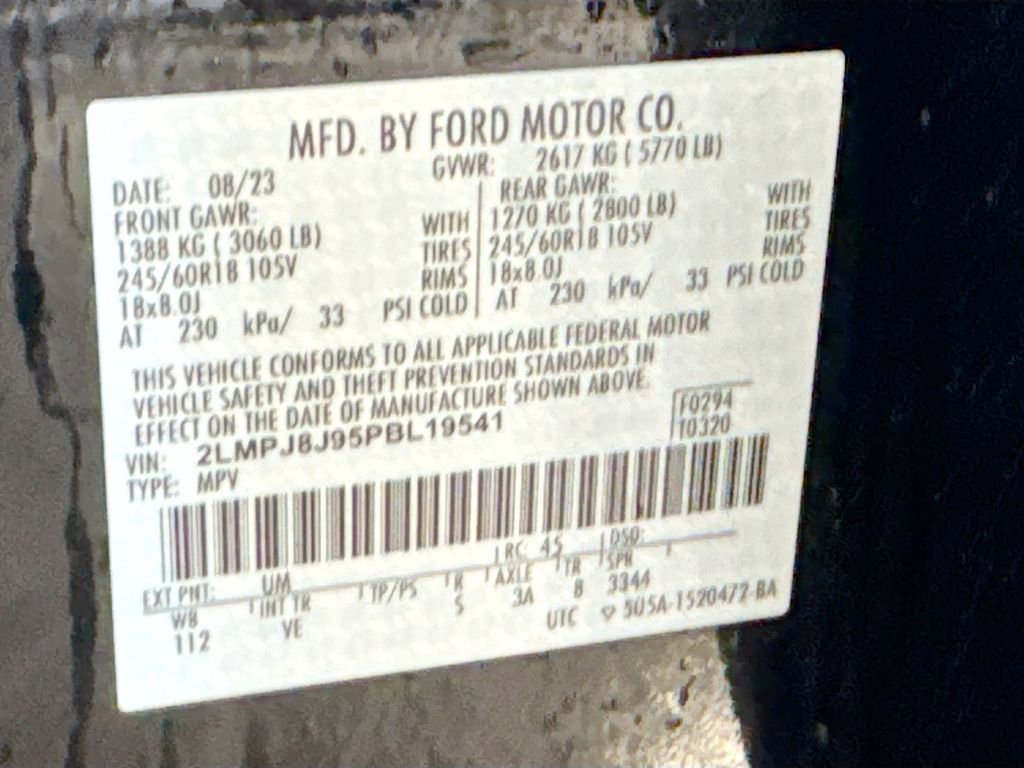 MFD. BY FORD MOTOR CO.
DATE: 08/23 GVWR: 2617 KG ( 5770 LB)
FRONT GAWR: REAR GAWR:
1388 KG ( 3060 LB) WITH 1270 KG ( 2800 LB) WITH
245/60R18 105V TIRES 245/60R18 105V TIRES
18x8.0J RIMS 18x8.0J RIMS
AT 230 kPa/ 33 PSI COLD AT 230 kPa/ 33 PSI COLD
THIS VEHICLE CONFORMS TO ALL APPLICABLE FEDERAL MOTOR
VEHICLE SAFETY AND THEFT PREVENTION STANDARDS IN
EFFECT ON THE DATE OF MANUFACTURE SHOWN ABOVE.
VIN: 2LMPJ8J95PBL19541 F0294
TYPE: MPV T0320
EXT PNT: UM RC: 45 DSO:
WB INT TR TP/PS R AXLE TR SPR
112 VE S 3A 8 3344
UTC 5U5A-1520472-BA